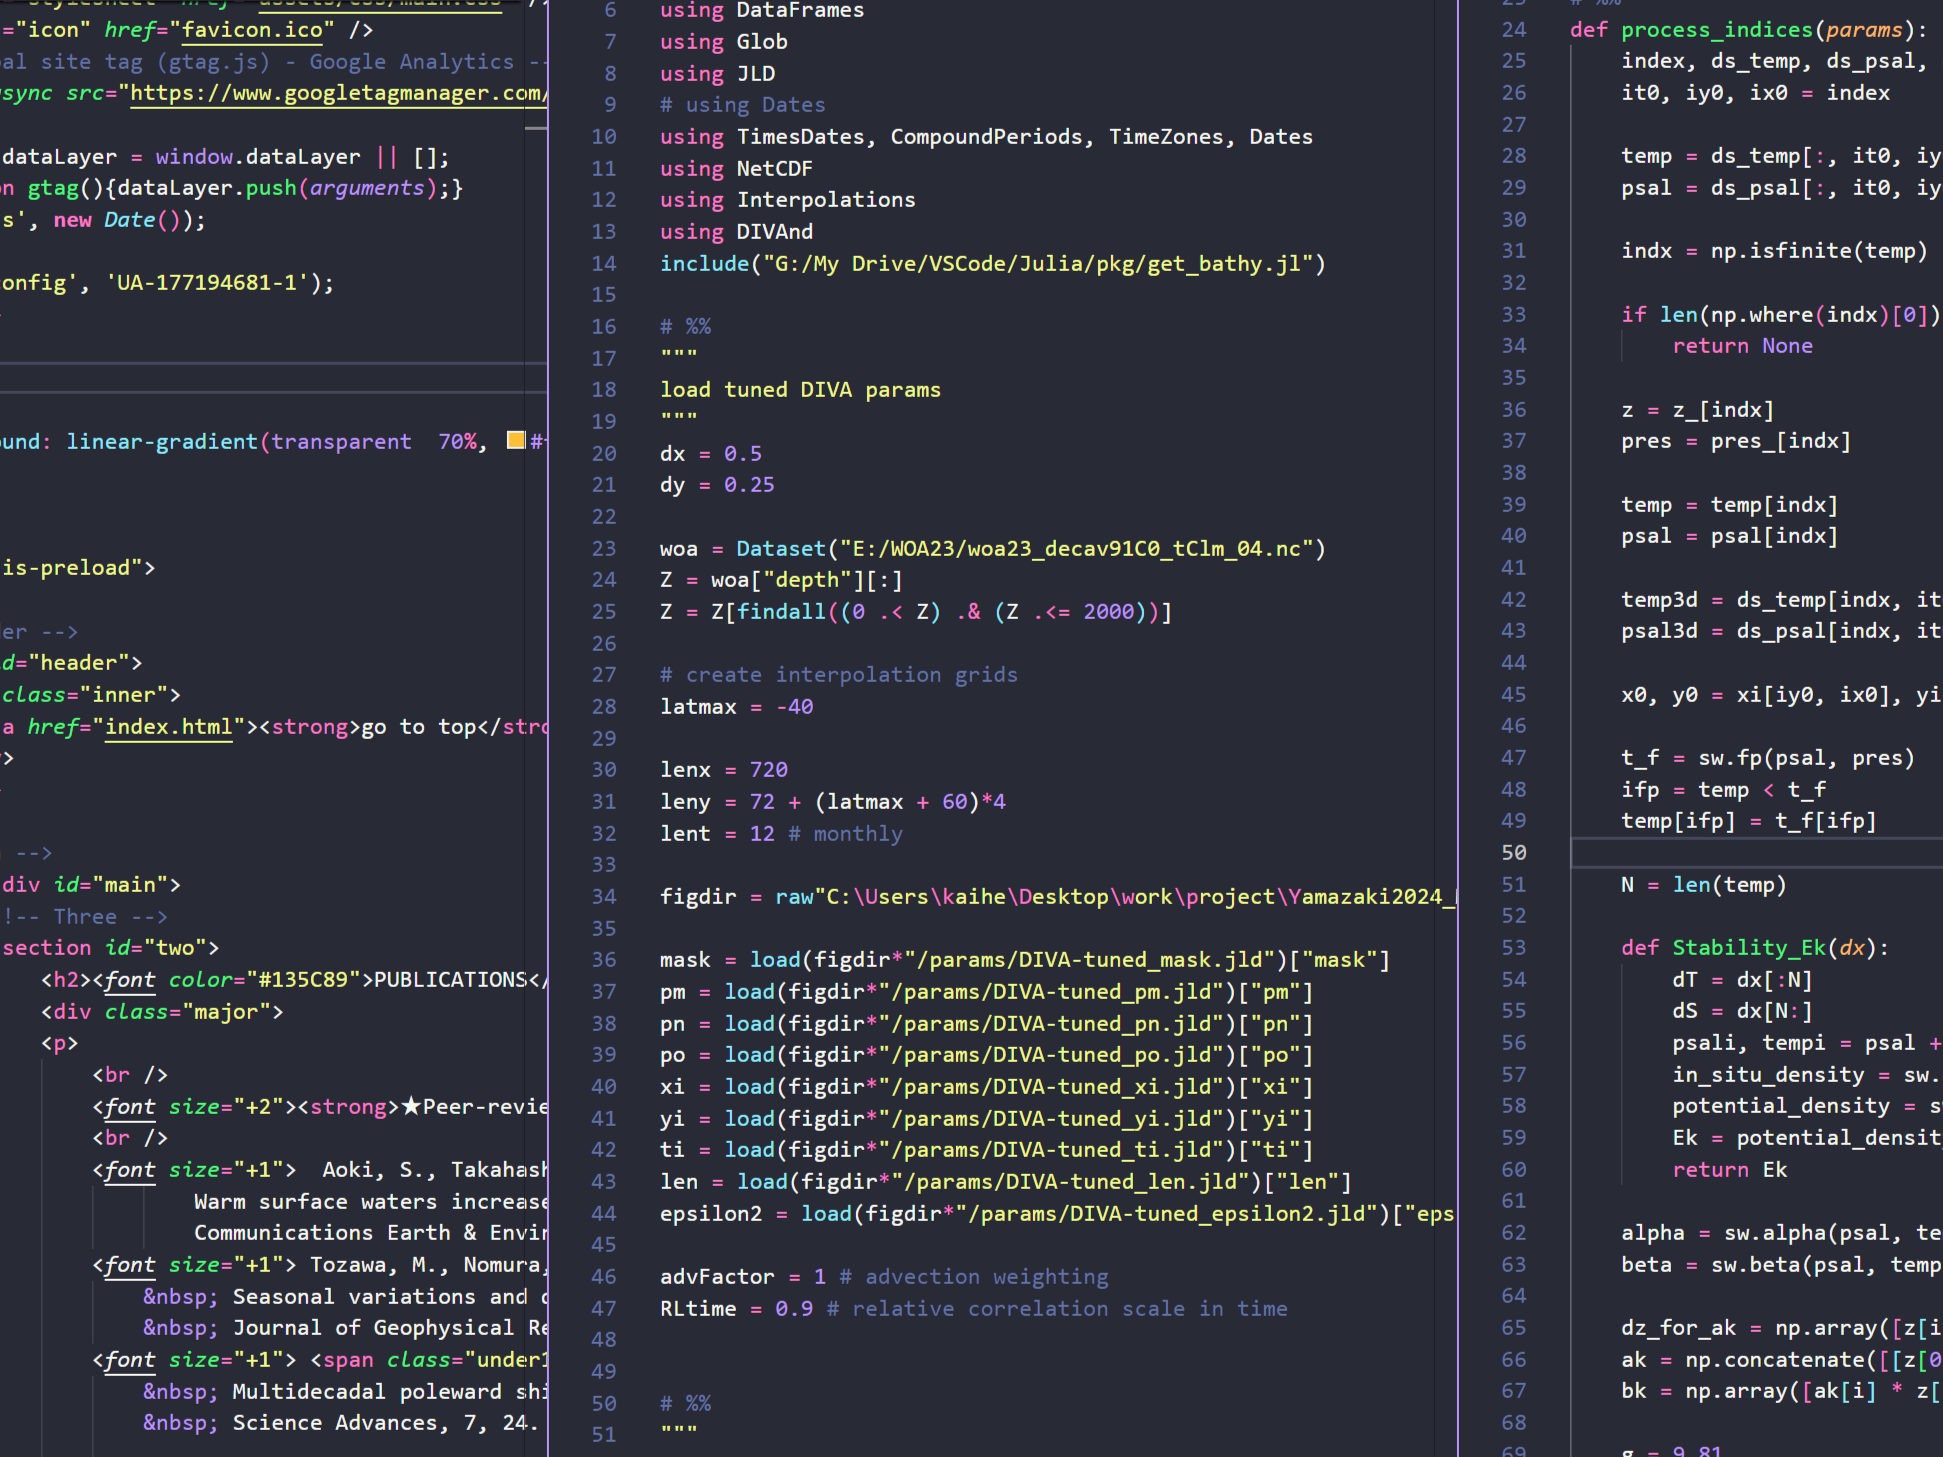 ="icon" href="favicon.ico" />
bal site tag (gtag.js) - Google Analytics --
async src="https://www.googletagmanager.com/
dataLayer = window.dataLayer || [];
on gtag(){dataLayer.push(arguments);}
s', new Date());
config', 'UA-177194681-1');
ound: linear-gradient(transparent  70%, #
is-preload">
der -->
d="header">
class="inner">
a href="index.html"><strong>go to top</stro
>
-->
div id="main">
!-- Three -->
section id="two">
<h2><font color="#135C89">PUBLICATIONS</
<div class="major">
<p>
<br />
<font size="+2"><strong>★Peer-revie
<br />
<font size="+1">  Aoki, S., Takahash
Warm surface waters increase
Communications Earth & Envir
<font size="+1"> Tozawa, M., Nomura,
&nbsp; Seasonal variations and
&nbsp; Journal of Geophysical Re
<font size="+1"> <span class="under
&nbsp; Multidecadal poleward shi
&nbsp; Science Advances, 7, 24.
6 using DataFrames
7 using Glob
8 using JLD
9 # using Dates
10 using TimesDates, CompoundPeriods, TimeZones, Dates
11 using NetCDF
12 using Interpolations
13 using DIVAnd
14 include("G:/My Drive/VSCode/Julia/pkg/get_bathy.jl")
15
16 # %%
17 """
18 load tuned DIVA params
19 """
20 dx = 0.5
21 dy = 0.25
22
23 woa = Dataset("E:/WOA23/woa23_decav91C0_tClm_04.nc")
24 Z = woa["depth"][:]
25 Z = Z[findall((0 .< Z) .& (Z .<= 2000))]
26
27 # create interpolation grids
28 latmax = -40
29
30 lenx = 720
31 leny = 72 + (latmax + 60)*4
32 lent = 12 # monthly
33
34 figdir = raw"C:\Users\kaihe\Desktop\work\project\Yamazaki2024_
35
36 mask = load(figdir*"/params/DIVA-tuned_mask.jld")["mask"]
37 pm = load(figdir*"/params/DIVA-tuned_pm.jld")["pm"]
38 pn = load(figdir*"/params/DIVA-tuned_pn.jld")["pn"]
39 po = load(figdir*"/params/DIVA-tuned_po.jld")["po"]
40 xi = load(figdir*"/params/DIVA-tuned_xi.jld")["xi"]
41 yi = load(figdir*"/params/DIVA-tuned_yi.jld")["yi"]
42 ti = load(figdir*"/params/DIVA-tuned_ti.jld")["ti"]
43 len = load(figdir*"/params/DIVA-tuned_len.jld")["len"]
44 epsilon2 = load(figdir*"/params/DIVA-tuned_epsilon2.jld")["eps
45
46 advFactor = 1 # advection weighting
47 RLtime = 0.9 # relative correlation scale in time
48
49
50 # %%
51 """
# %%
24 def process_indices(params):
25 index, ds_temp, ds_psal,
26 it0, iy0, ix0 = index
27
28 temp = ds_temp[:, it0, iy
29 psal = ds_psal[:, it0, iy
30
31 indx = np.isfinite(temp)
32
33 if len(np.where(indx)[0])
34 return None
35
36 z = z_[indx]
37 pres = pres_[indx]
38
39 temp = temp[indx]
40 psal = psal[indx]
41
42 temp3d = ds_temp[indx, it
43 psal3d = ds_psal[indx, it
44
45 x0, y0 = xi[iy0, ix0], yi
46
47 t_f = sw.fp(psal, pres)
48 ifp = temp < t_f
49 temp[ifp] = t_f[ifp]
50
51 N = len(temp)
52
53 def Stability_Ek(dx):
54 dT = dx[:N]
55 dS = dx[N:]
56 psali, tempi = psal +
57 in_situ_density = sw.
58 potential_density = s
59 Ek = potential_densit
60 return Ek
61
62 alpha = sw.alpha(psal, te
63 beta = sw.beta(psal, temp
64
65 dz_for_ak = np.array([z[i
66 ak = np.concatenate([[z[0
67 bk = np.array([ak[i] * z[
68
69 g = 9.81